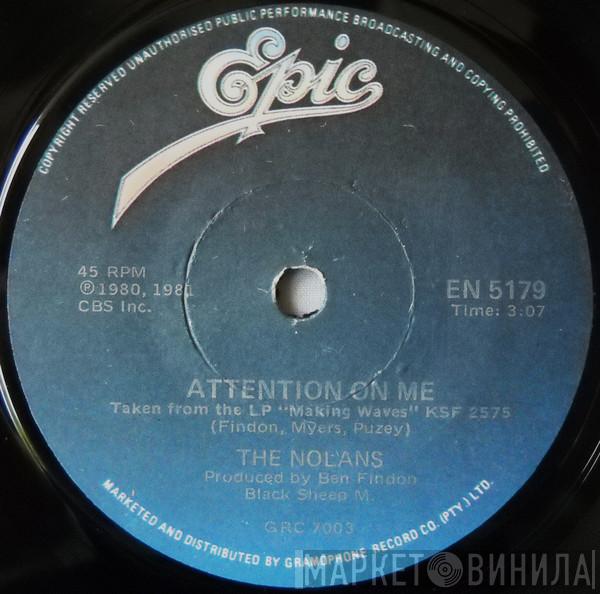 COPYRIGHT RESERVED UNAUTHORISED PUBLIC PERFORMANCE BROADCASTING AND COPYING PROHIBITED
Epic
45 RPM
℗1980, 1981
CBS Inc.
EN 5179
Time: 3:07
ATTENTION ON ME
Taken from the LP "Making Waves" KSF 2575
(Findon, Myers, Puzey)
THE NOLANS
Produced by Ben Findon
Black Sheep M.
GRC 7003
MARKETED AND DISTRIBUTED BY GRAMOPHONE RECORD CO. (PTY.) LTD.
МАРКЕТ ВИНИЛА